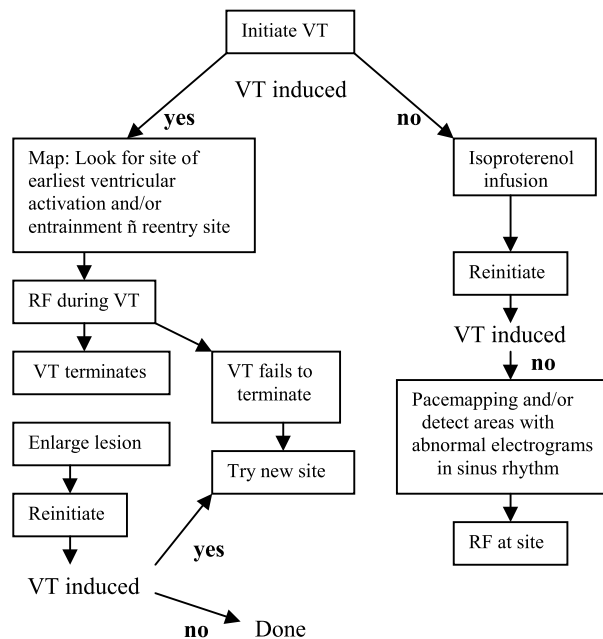 Initiate VT
VT induced
yes
no
Map: Look for site of
earliest ventricular
activation and/or
entrainment ñ reentry site
Isoproterenol
infusion
RF during VT
Reinitiate
VT terminates
VT fails to
terminate
VT induced
no
Enlarge lesion
Try new site
Pacemapping and/or
detect areas with
abnormal electrograms
in sinus rhythm
Reinitiate
RF at site
VT induced
yes
no
Done